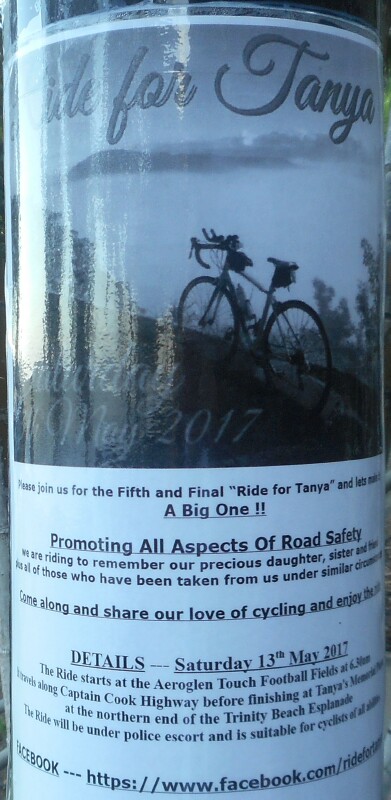 Ride for Tanya
May 2017
Please join us for the Fifth and Final "Ride for Tanya" and lets make
A Big One !!
Promoting All Aspects Of Road Safety
we are riding to remember our precious daughter, sister and
plus all of those who have been taken from us under similar
Come along and share our love of cycling and enjoy the
DETAILS --- Saturday 13th May 2017
The Ride starts at the Aeroglen Touch Football Fields at 6.30am
It travels along Captain Cook Highway before finishing at Tanya's
at the northern end of the Trinity Beach Esplanade
The Ride will be under police escort and is suitable for cyclists of all
FACEBOOK --- https://www.facebook.com/ridefor